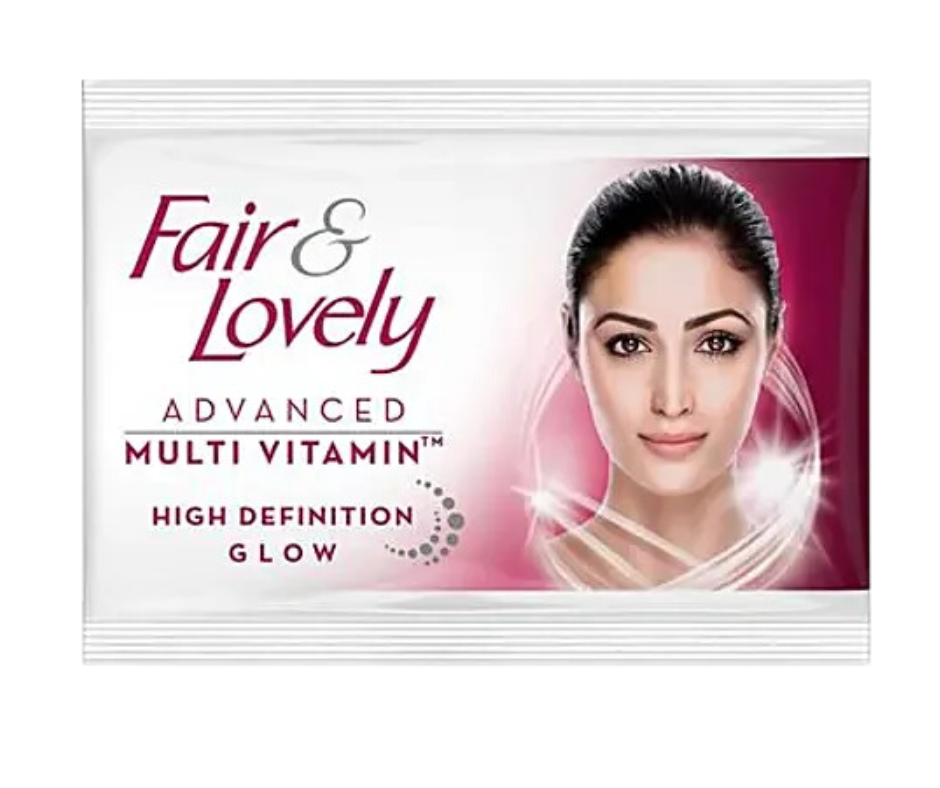 Fair &
Lovely
ADVANCED
MULTI VITAMIN™
HIGH DEFINITION
GLOW